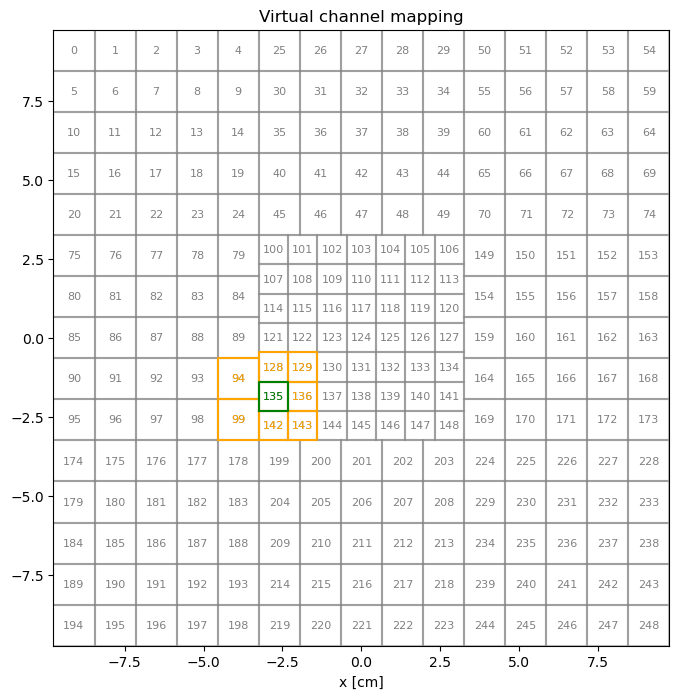 Virtual channel mapping
0 1 2 3 4 25 26 27 28 29 50 51 52 53 54
7.5 5 6 7 8 9 30 31 32 33 34 55 56 57 58 59
10 11 12 13 14 35 36 37 38 39 60 61 62 63 64
5.0 15 16 17 18 19 40 41 42 43 44 65 66 67 68 69
20 21 22 23 24 45 46 47 48 49 70 71 72 73 74
2.5 75 76 77 78 79 100 101 102 103 104 105 106 149 150 151 152 153
107 108 109 110 111 112 113
80 81 82 83 84 114 115 116 117 118 119 120 154 155 156 157 158
0.0 85 86 87 88 89 121 122 123 124 125 126 127 159 160 161 162 163
128 129 130 131 132 133 134
90 91 92 93 94 135 136 137 138 139 140 141 164 165 166 167 168
−2.5 95 96 97 98 99 142 143 144 145 146 147 148 169 170 171 172 173
174 175 176 177 178 199 200 201 202 203 224 225 226 227 228
−5.0 179 180 181 182 183 204 205 206 207 208 229 230 231 232 233
184 185 186 187 188 209 210 211 212 213 234 235 236 237 238
−7.5 189 190 191 192 193 214 215 216 217 218 239 240 241 242 243
194 195 196 197 198 219 220 221 222 223 244 245 246 247 248
−7.5 −5.0 −2.5 0.0 2.5 5.0 7.5
x [cm]